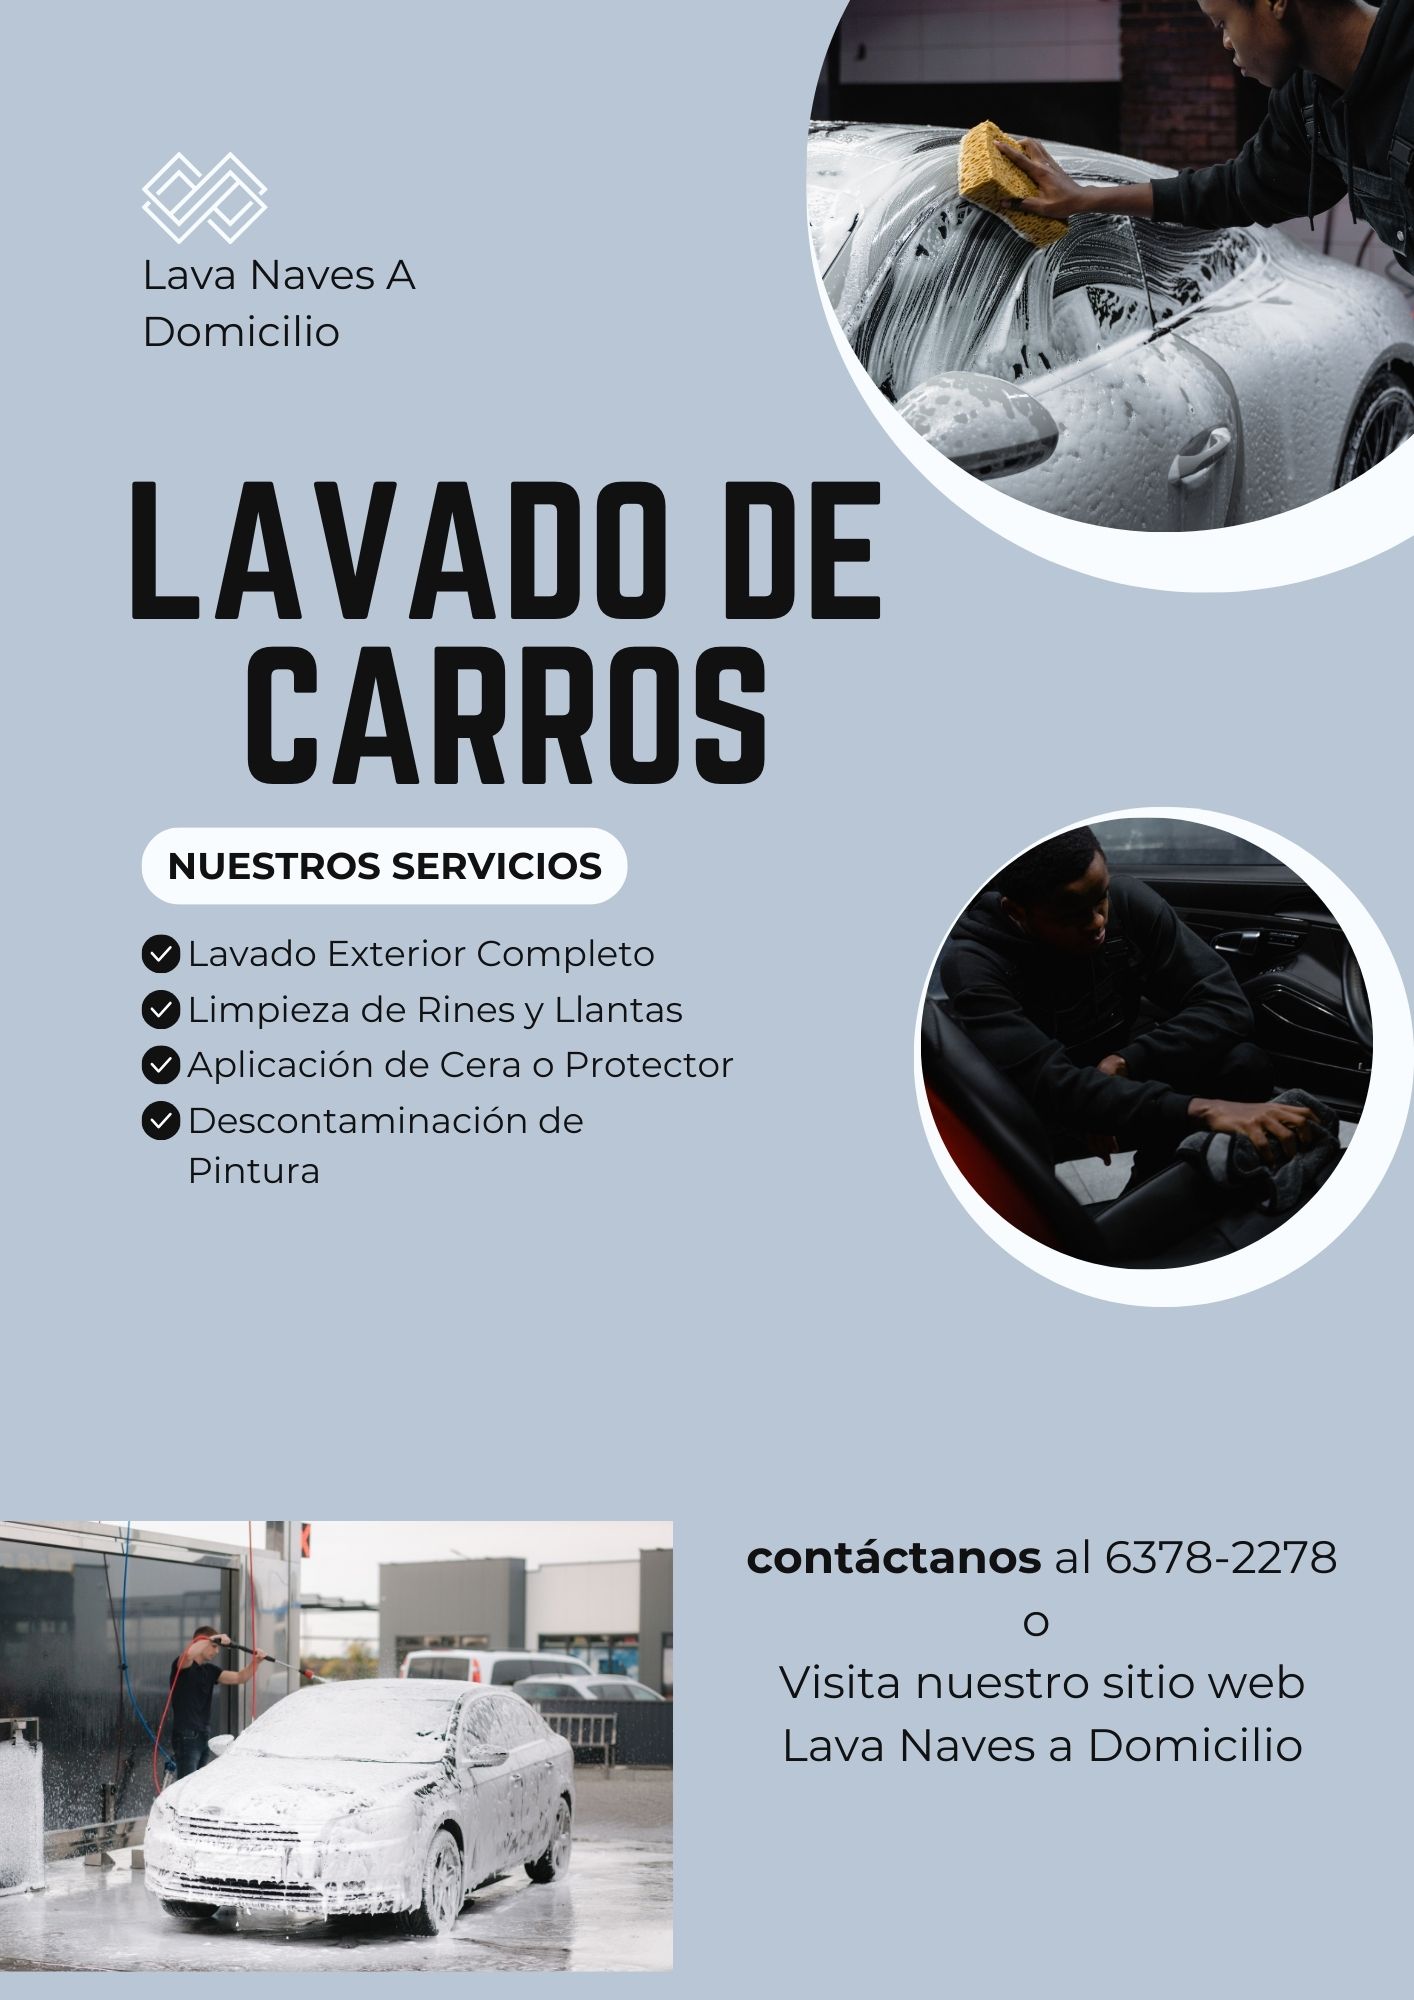 Lava Naves A
Domicilio
LAVADO DE
CARROS
NUESTROS SERVICIOS
Lavado Exterior Completo
Limpieza de Rines y Llantas
Aplicación de Cera o Protector
Descontaminación de
Pintura
contáctanos al 6378-2278
o
Visita nuestro sitio web
Lava Naves a Domicilio